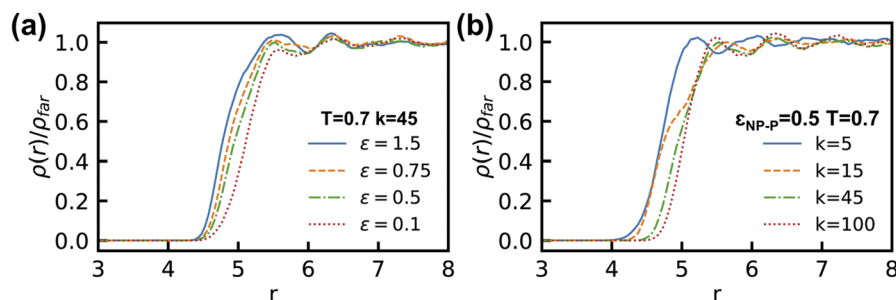 (a)
ρ(r)/ρfar
1.0
0.8
0.6
0.4
0.2
0.0
T=0.7 k=45
ε = 1.5
ε = 0.75
ε = 0.5
ε = 0.1
3 4 5 6 7 8
r
(b)
ρ(r)/ρfar
1.0
0.8
0.6
0.4
0.2
0.0
εNP-P=0.5 T=0.7
k=5
k=15
k=45
k=100
3 4 5 6 7 8
r